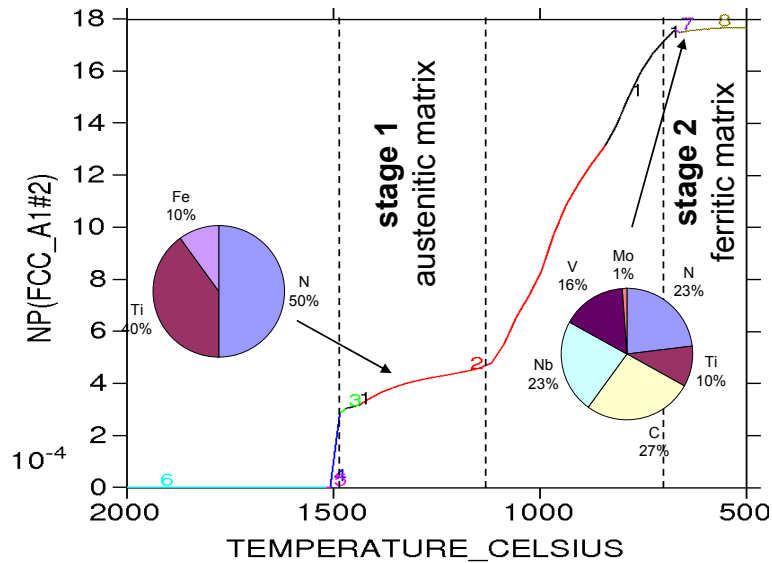 18
16
14
12
10
8
6
4
2
0
10-4
NP(FCC_A1#2)
2000
1500
1000
500
TEMPERATURE_CELSIUS
stage 1
austenitic matrix
stage 2
ferritic matrix
Fe
10%
N
50%
Ti
40%
Mo
1%
V
16%
N
23%
Nb
23%
Ti
10%
C
27%
6
3
1
2
1
1
7
8